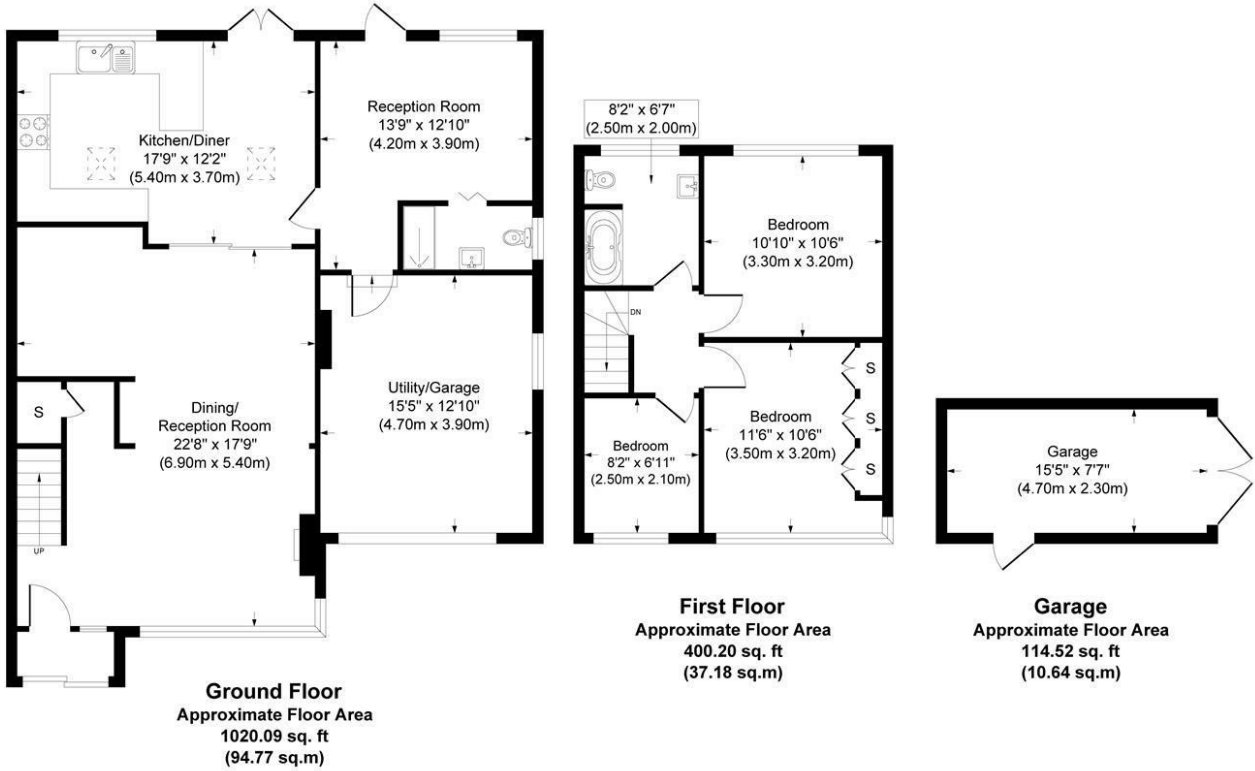 Kitchen/Diner
17'9" x 12'2"
(5.40m x 3.70m)
Reception Room
13'9" x 12'10"
(4.20m x 3.90m)
S
UP
Dining/
Reception Room
22'8" x 17'9"
(6.90m x 5.40m)
Utility/Garage
15'5" x 12'10"
(4.70m x 3.90m)
Ground Floor
Approximate Floor Area
1020.09 sq. ft
(94.77 sq.m)
8'2" x 6'7"
(2.50m x 2.00m)
Bedroom
10'10" x 10'6"
(3.30m x 3.20m)
DN
Bedroom
8'2" x 6'11"
(2.50m x 2.10m)
Bedroom
11'6" x 10'6"
(3.50m x 3.20m)
S
S
S
First Floor
Approximate Floor Area
400.20 sq. ft
(37.18 sq.m)
Garage
15'5" x 7'7"
(4.70m x 2.30m)
Garage
Approximate Floor Area
114.52 sq. ft
(10.64 sq.m)